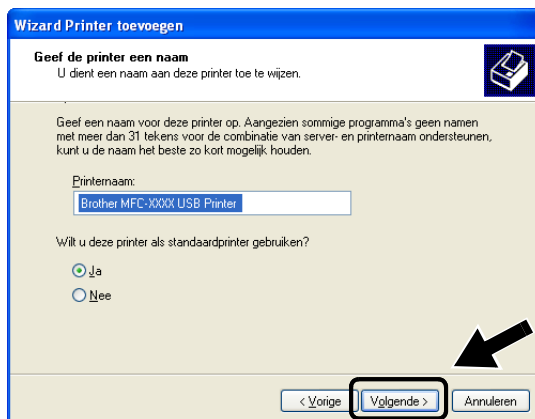 Wizard Printer toevoegen
Geef de printer een naam
U dient een naam aan deze printer toe te wijzen.
Geef een naam voor deze printer op. Aangezien sommige programma's geen namen
met meer dan 31 tekens voor de combinatie van server- en printernaam ondersteunen,
kunt u de naam het beste zo kort mogelijk houden.
Printernaam:
Brother MFC-XXXX USB Printer
Wilt u deze printer als standaardprinter gebruiken?
Ja
Nee
< Vorige
Volgende >
Annuleren